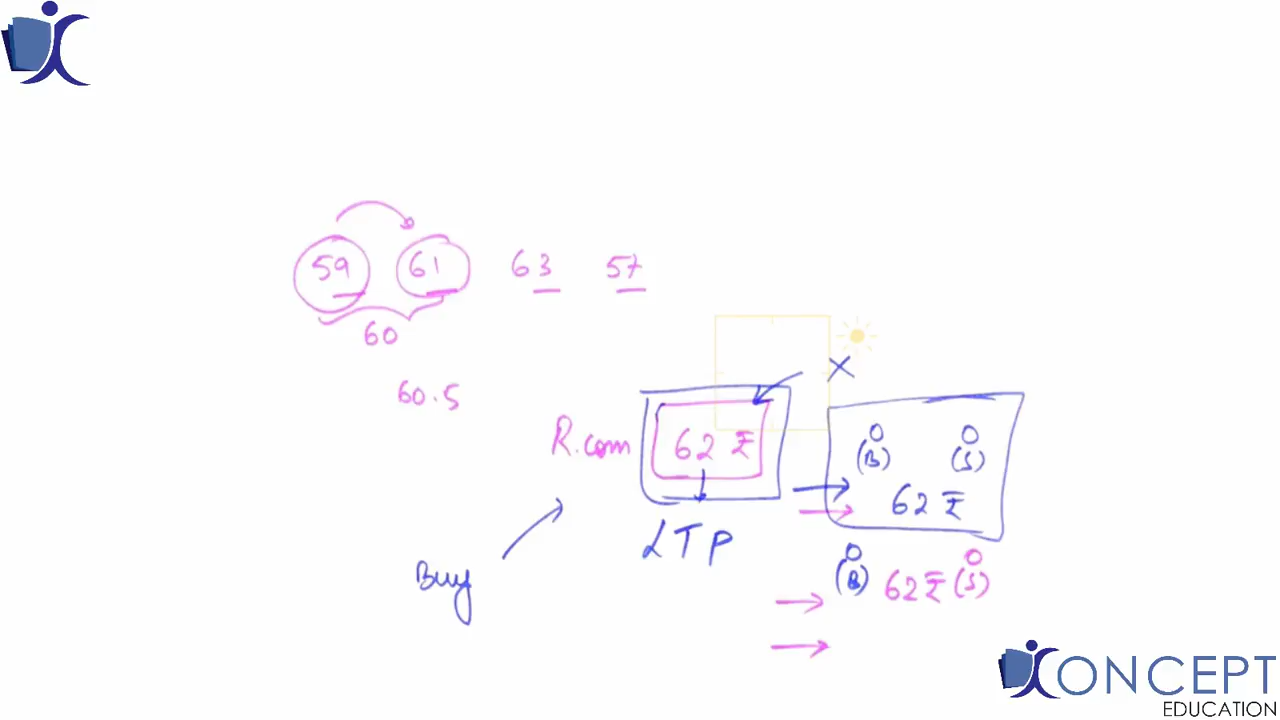 59 61 63 57
60
60.5
R.com 62 ₹
(B) (S)
62 ₹
LTP
Buy
(B) 62 ₹ (S)
CONCEPT
EDUCATION